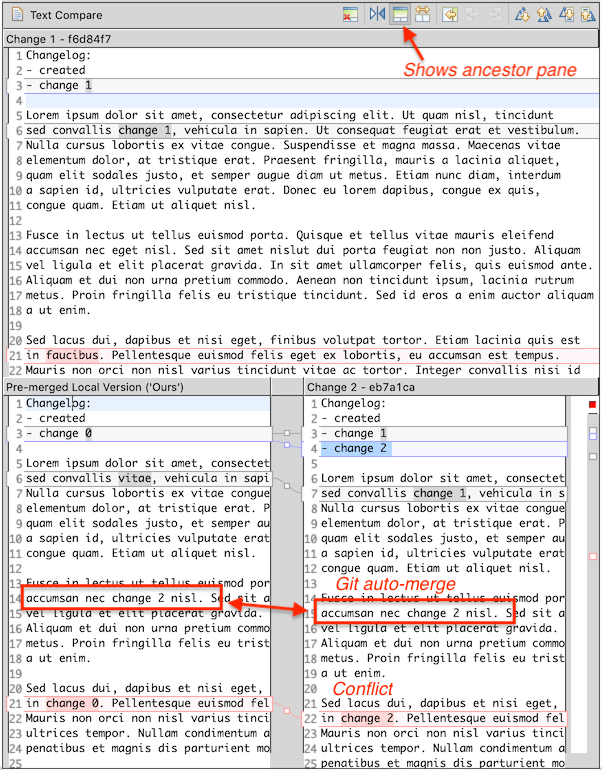 Text Compare
Shows ancestor pane
Change 1 - f6d84f7
1 Changelog:
2 - created
3 - change 1
4
5 Lorem ipsum dolor sit amet, consectetur adipiscing elit. Ut quam nisl, tincidunt
6 sed convallis change 1, vehicula in sapien. Ut consequat feugiat erat et vestibulum.
7 Nulla cursus lobortis ex vitae congue. Suspendisse et magna massa. Maecenas vitae
8 elementum dolor, at tristique erat. Praesent fringilla, mauris a lacinia aliquet,
9 quam elit sodales justo, et semper augue diam ut metus. Etiam nunc diam, interdum
10 a sapien id, ultricies vulputate erat. Donec eu lorem dapibus, congue ex quis,
11 congue quam. Etiam ut aliquet nisl.
12
13 Fusce in lectus ut tellus euismod porta. Quisque et tellus vitae mauris eleifend
14 accumsan nec eget nisl. Sed sit amet nislut dui porta feugiat non non justo. Aliquam
15 vel ligula et elit placerat gravida. In sit amet ullamcorper felis, quis euismod ante.
16 Aliquam et dui non urna pretium commodo. Aenean non tincidunt ipsum, lacinia rutrum
17 metus. Proin fringilla felis eu tristique tincidunt. Sed id eros a enim auctor aliquam
18 a ut enim.
19
20 Sed lacus dui, dapibus et nisi eget, finibus volutpat tortor. Etiam lacinia quis est
21 in faucibus. Pellentesque euismod felis eget ex lobortis, eu accumsan est tempus.
22 Mauris non orci non nisl varius tincidunt vitae ac tortor. Integer convallis nisi id
Pre-merged Local Version ('Ours')
1 Changelog:
2 - created
3 - change 0
4
5 Lorem ipsum dolor sit amet, consectet
6 sed convallis vitae, vehicula in sapi
7 Nulla cursus lobortis ex vitae congue
8 elementum dolor, at tristique erat. P
9 quam elit sodales justo, et semper au
10 a sapien id, ultricies vulputate erat
11 congue quam. Etiam ut aliquet nisl.
12
13 Fusce in lectus ut tellus euismod por
14 accumsan nec change 2 nisl. Sed sit a
15 vel ligula et elit placerat gravida.
16 Aliquam et dui non urna pretium commo
17 metus. Proin fringilla felis eu trist
18 a ut enim.
19
20 Sed lacus dui, dapibus et nisi eget,
21 in change 0. Pellentesque euismod fel
22 Mauris non orci non nisl varius tinci
23 ultrices tempor. Nullam condimentum a
24 penatibus et magnis dis parturient mo
25
Change 2 - eb7a1ca
1 Changelog:
2 - created
3 - change 1
4 - change 2
5
6 Lorem ipsum dolor sit amet, consectet
7 sed convallis change 1, vehicula in s
8 Nulla cursus lobortis ex vitae congue
9 elementum dolor, at tristique erat. P
10 quam elit sodales justo, et semper au
11 a sapien id, ultricies vulputate erat
12 congue quam. Etiam ut aliquet nisl.
13
Git auto-merge
14 Fusce in lectus ut tellus euismod por
15 accumsan nec change 2 nisl. Sed sit a
16 vel ligula et elit placerat gravida.
17 Aliquam et dui non urna pretium commo
18 metus. Proin fringilla felis eu trist
19 a ut enim.
20
Conflict
21 Sed lacus dui, dapibus et nisi eget,
22 in change 2. Pellentesque euismod fel
23 Mauris non orci non nisl varius tinci
24 ultrices tempor. Nullam condimentum a
25 penatibus et magnis dis parturient mo